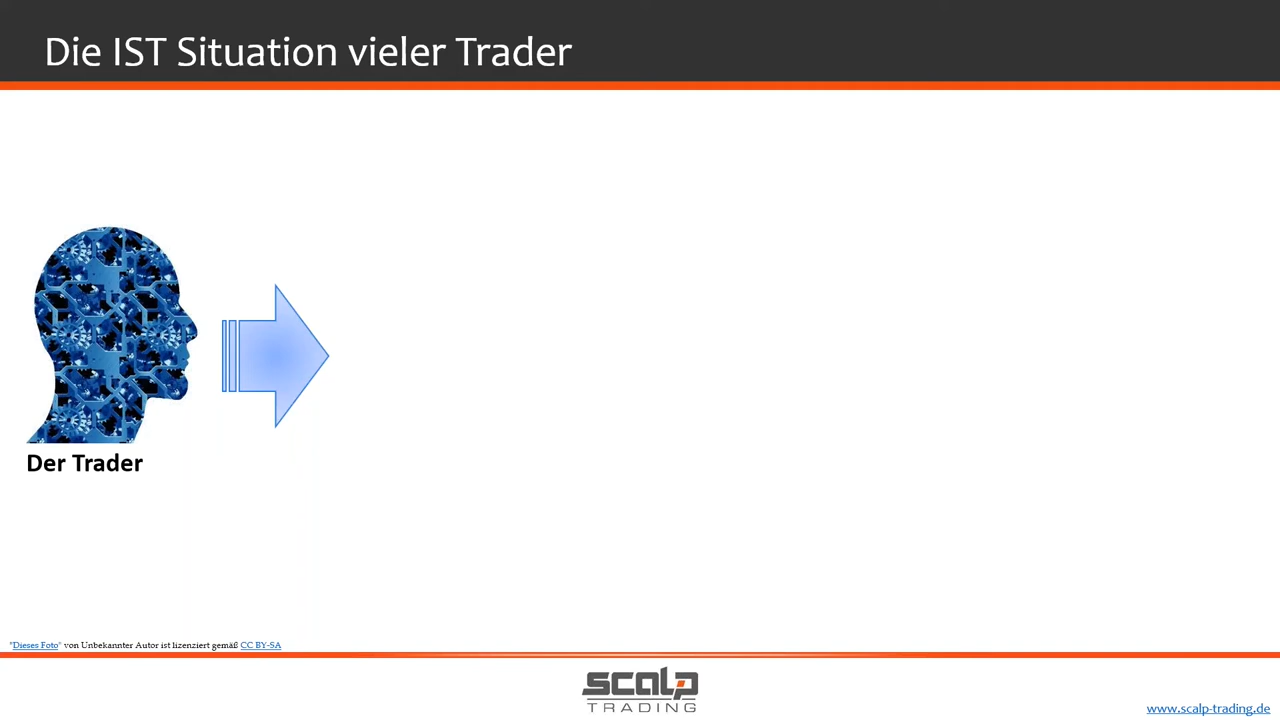 Die IST Situation vieler Trader
Der Trader
"Dieses Foto" von Unbekannter Autor ist lizenziert gemäß CC BY-SA
scalp
TRADING
www.scalp-trading.de